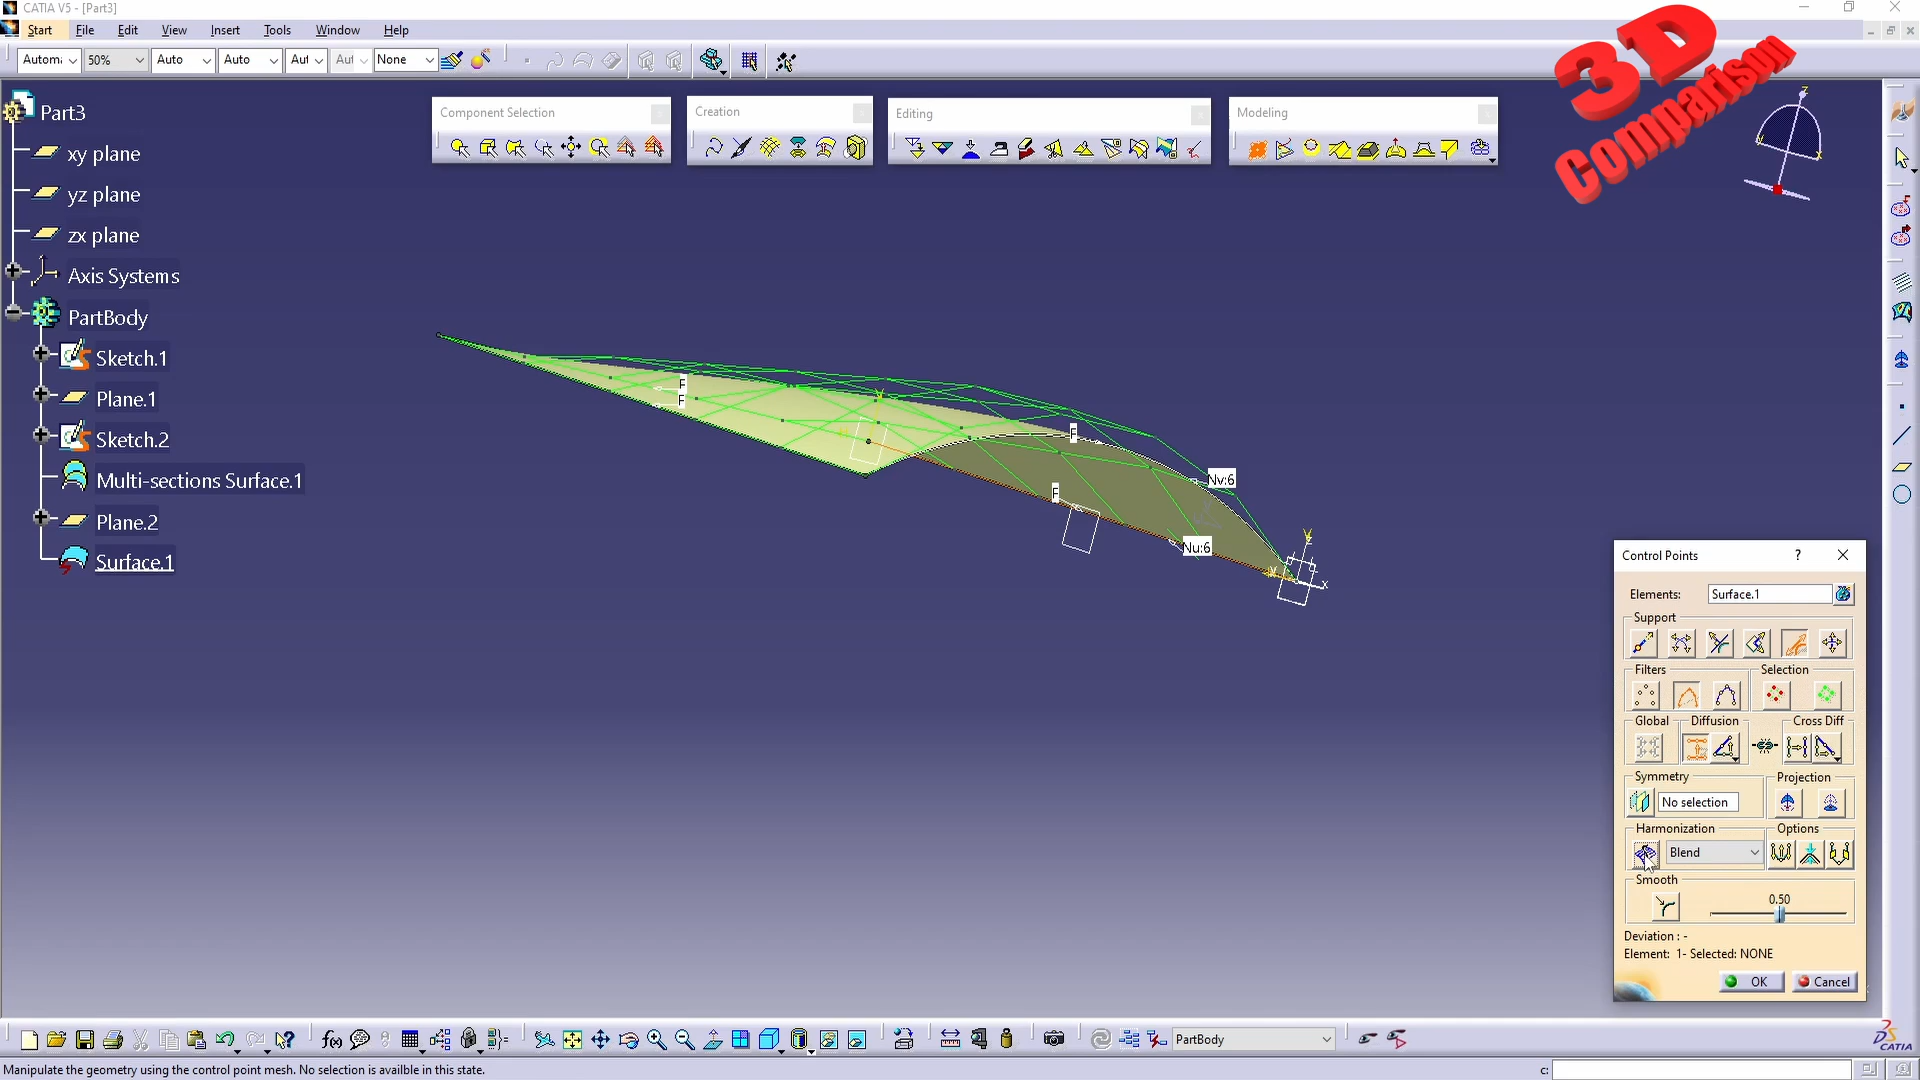 CATIA V5 - [Part3]
Start File Edit View Insert Tools Window Help
Automa 50% Auto Auto Aut Aut None
3D
Comparison
Component Selection
Creation
Editing
Modeling
Part3
xy plane
yz plane
zx plane
Axis Systems
PartBody
Sketch.1
Plane.1
Sketch.2
Multi-sections Surface.1
Plane.2
Surface.1
z
F
F
F
F
Nv:6
Nu:6
x
Control Points ?
Elements: Surface.1
Support
Filters Selection
Global Diffusion Cross Diff
Symmetry Projection
No selection
Harmonization Options
Blend
Smooth
0.50
Deviation : -
Element: 1- Selected: NONE
OK Cancel
f(x)
PartBody
CATIA
Manipulate the geometry using the control point mesh. No selection is availble in this state.
c: